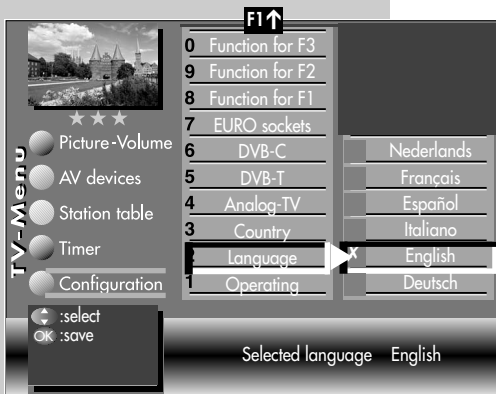 F1↑
TV-Menu
Picture-Volume
AV devices
Station table
Timer
Configuration
0 Function for F3
9 Function for F2
8 Function for F1
7 EURO sockets
6 DVB-C
5 DVB-T
4 Analog-TV
3 Country
Language
1 Operating
Nederlands
Français
Español
Italiano
X English
Deutsch
:select
OK :save
Selected language English